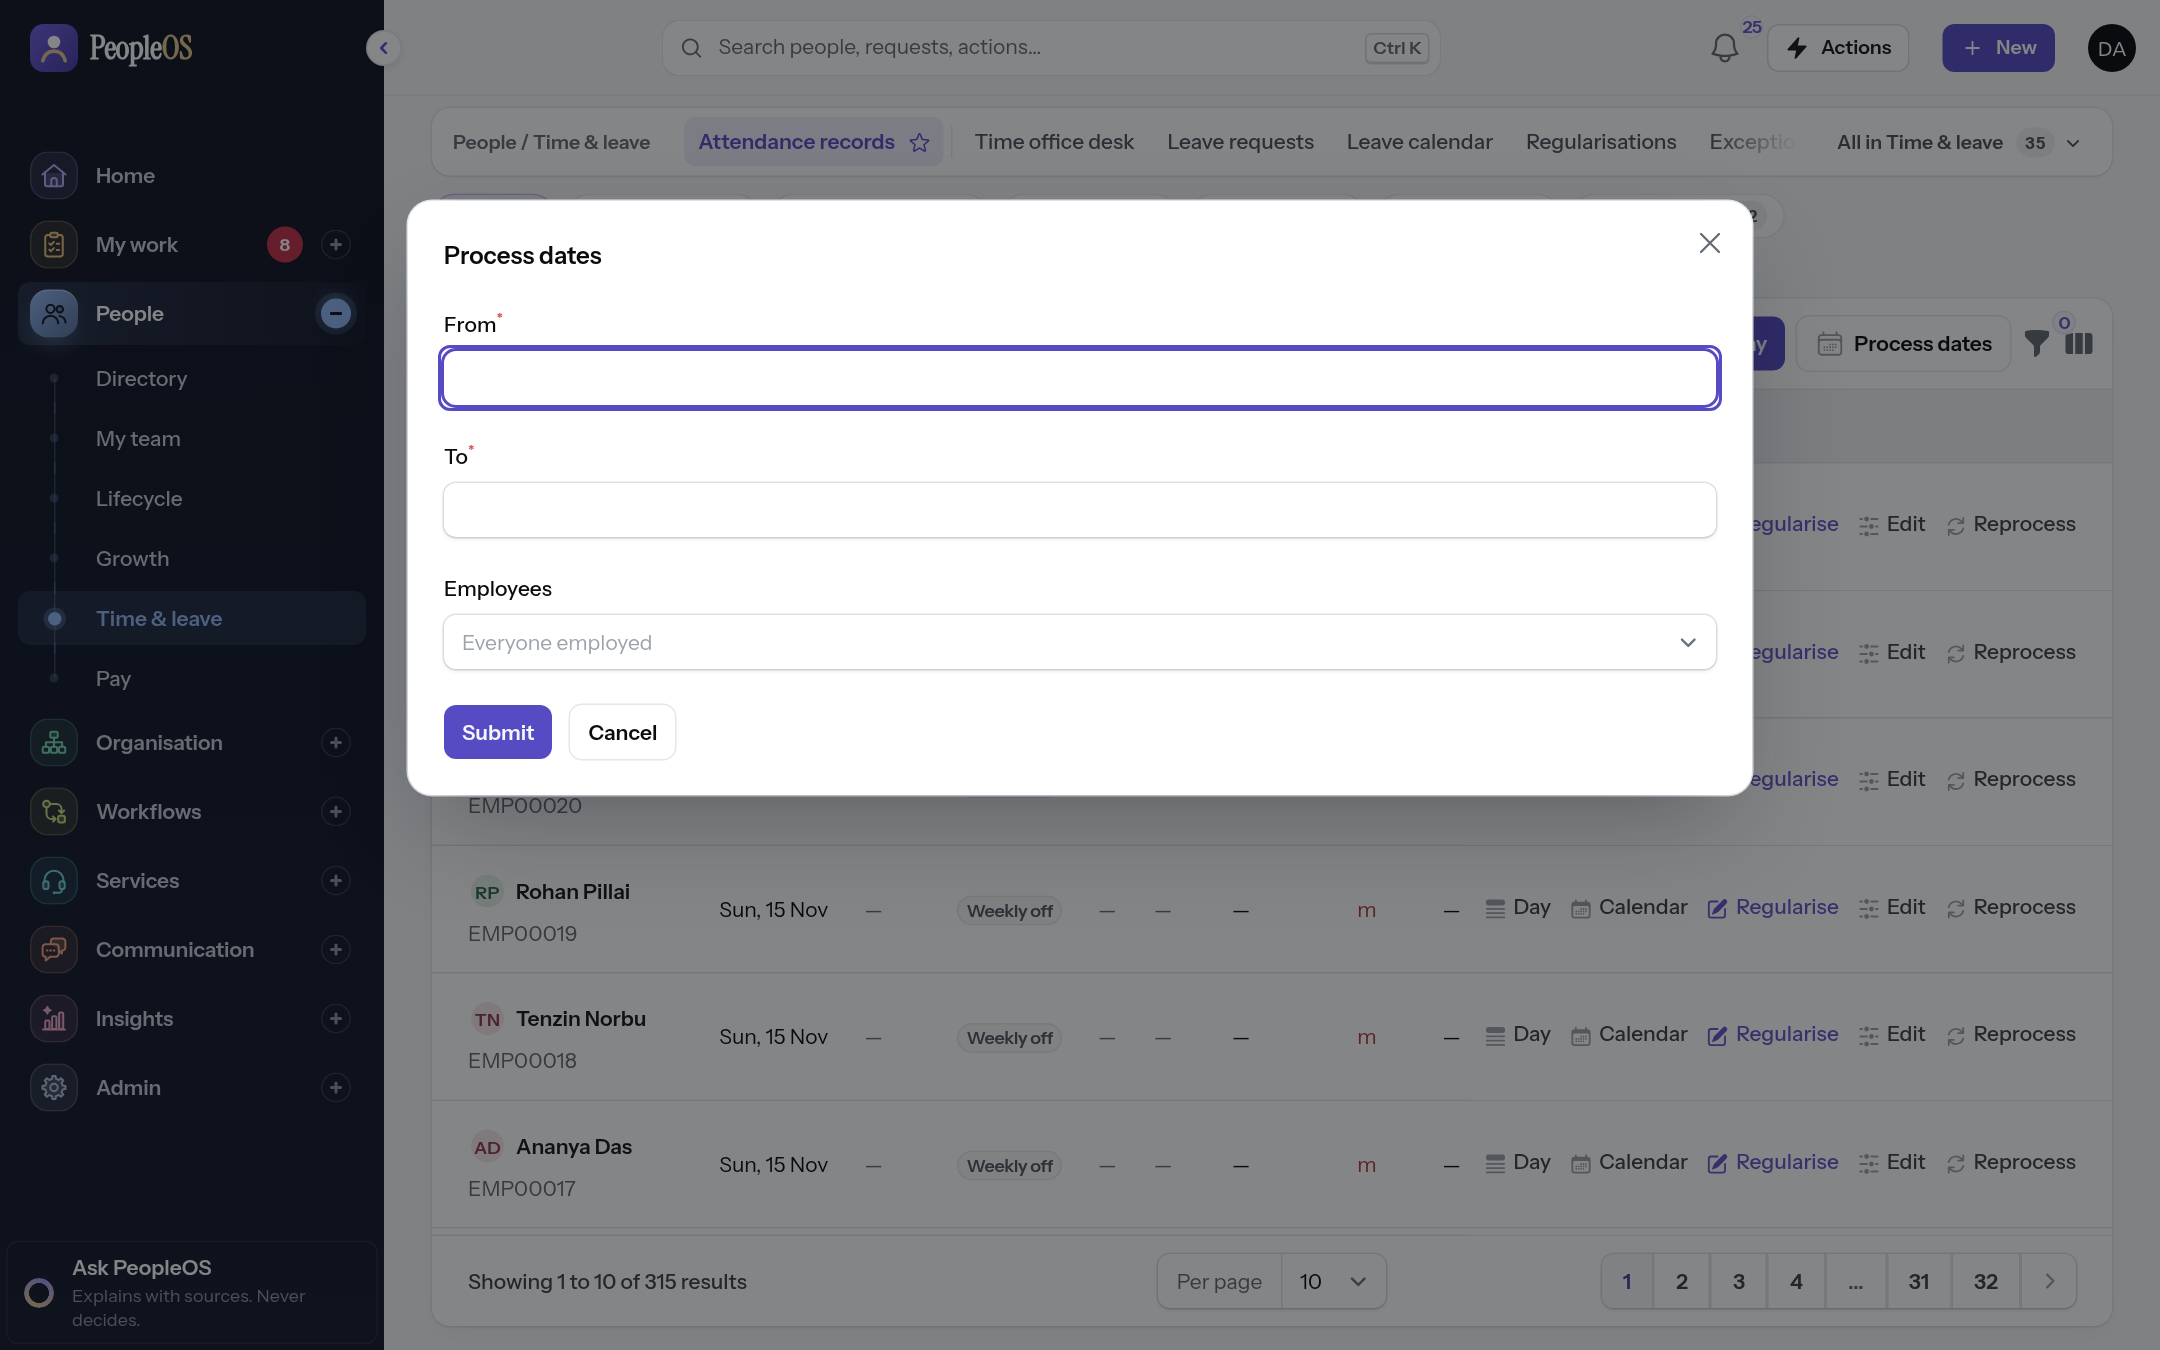 PeopleOS
Search people, requests, actions...
Ctrl K
25
Actions
New
DA
Home
My work
8
People
Directory
My team
Lifecycle
Growth
Time & leave
Pay
Organisation
Workflows
Services
Communication
Insights
Admin
Ask PeopleOS
Explains with sources. Never
decides.
People / Time & leave
Attendance records
Time office desk
Leave requests
Leave calendar
Regularisations
All in Time & leave
35
Process dates
0
Process dates
From*
To*
Employees
Everyone employed
Submit
Cancel
Edit
Reprocess
Edit
Reprocess
Edit
Reprocess
EMP00020
RP Rohan Pillai
EMP00019
Sun, 15 Nov — Weekly off — — — m — Day Calendar Regularise Edit Reprocess
TN Tenzin Norbu
EMP00018
Sun, 15 Nov — Weekly off — — — m — Day Calendar Regularise Edit Reprocess
AD Ananya Das
EMP00017
Sun, 15 Nov — Weekly off — — — m — Day Calendar Regularise Edit Reprocess
Showing 1 to 10 of 315 results
Per page 10
1 2 3 4 ... 31 32